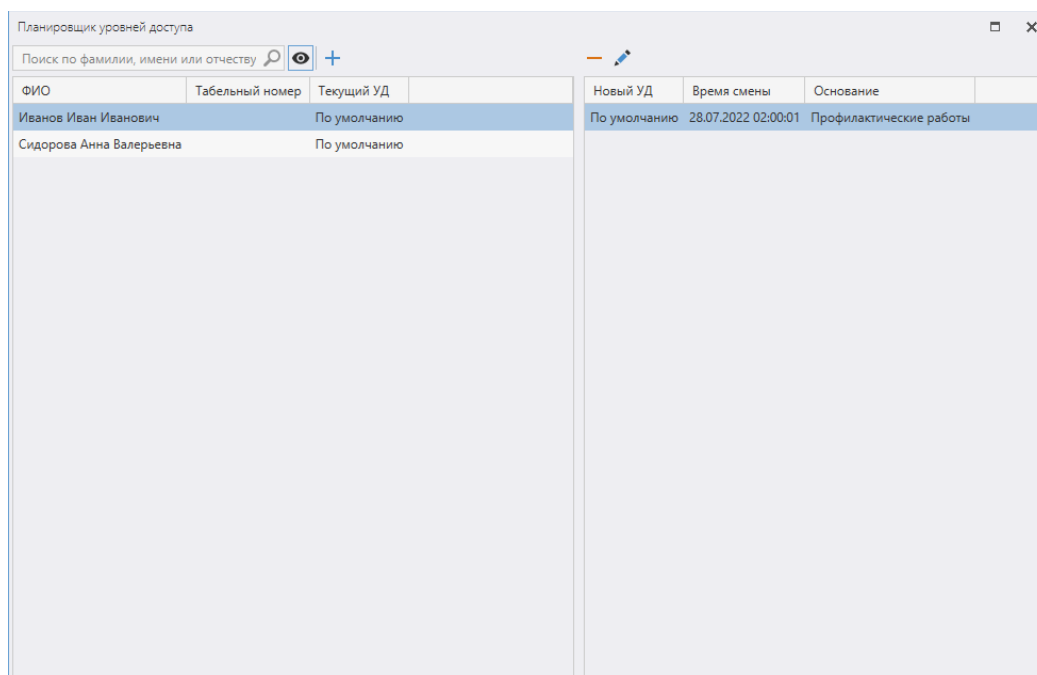 Планировщик уровней доступа
Поиск по фамилии, имени или отчеству
ФИО Табельный номер Текущий УД
Иванов Иван Иванович По умолчанию
Сидорова Анна Валерьевна По умолчанию
Новый УД Время смены Основание
По умолчанию 28.07.2022 02:00:01 Профилактические работы